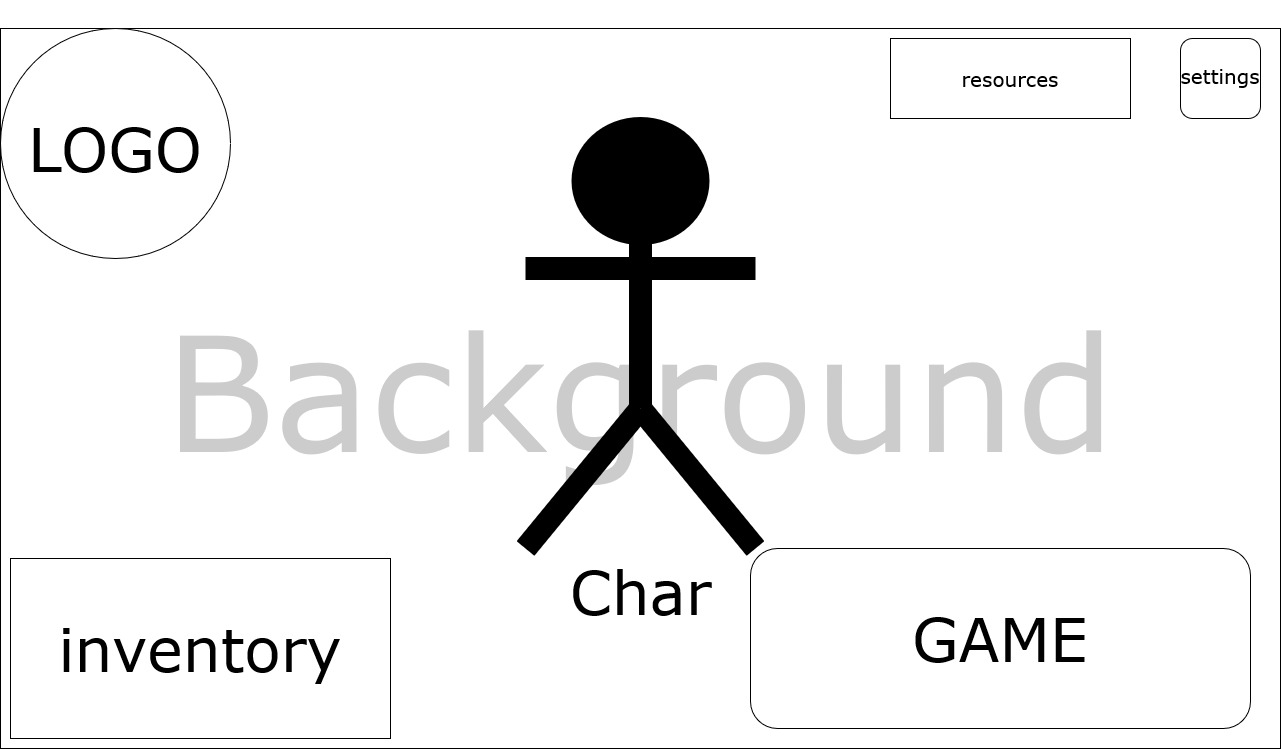 LOGO
resources
settings
Background
Char
inventory
GAME